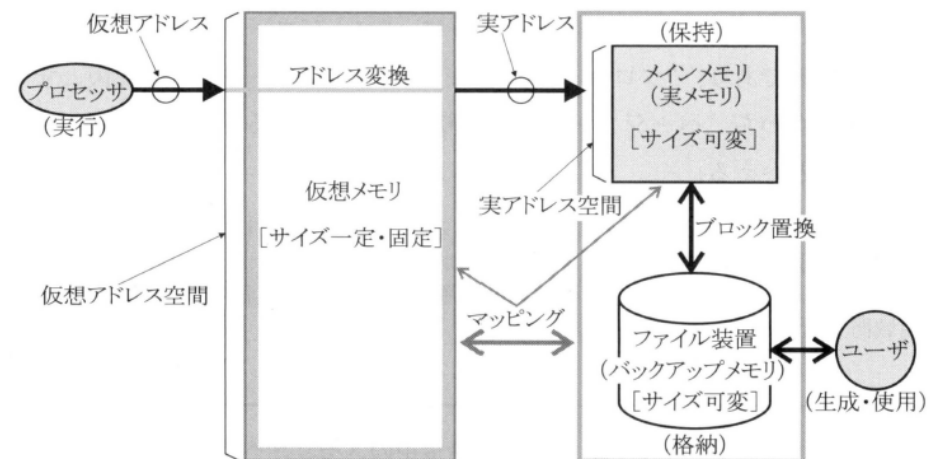 仮想アドレス
実アドレス
(保持)
プロセッサ
(実行)
アドレス変換
メインメモリ
(実メモリ)
[サイズ可変]
仮想メモリ
[サイズ一定・固定]
実アドレス空間
ブロック置換
仮想アドレス空間
マッピング
ファイル装置
(バックアップメモリ)
[サイズ可変]
ユーザ
(生成・使用)
(格納)